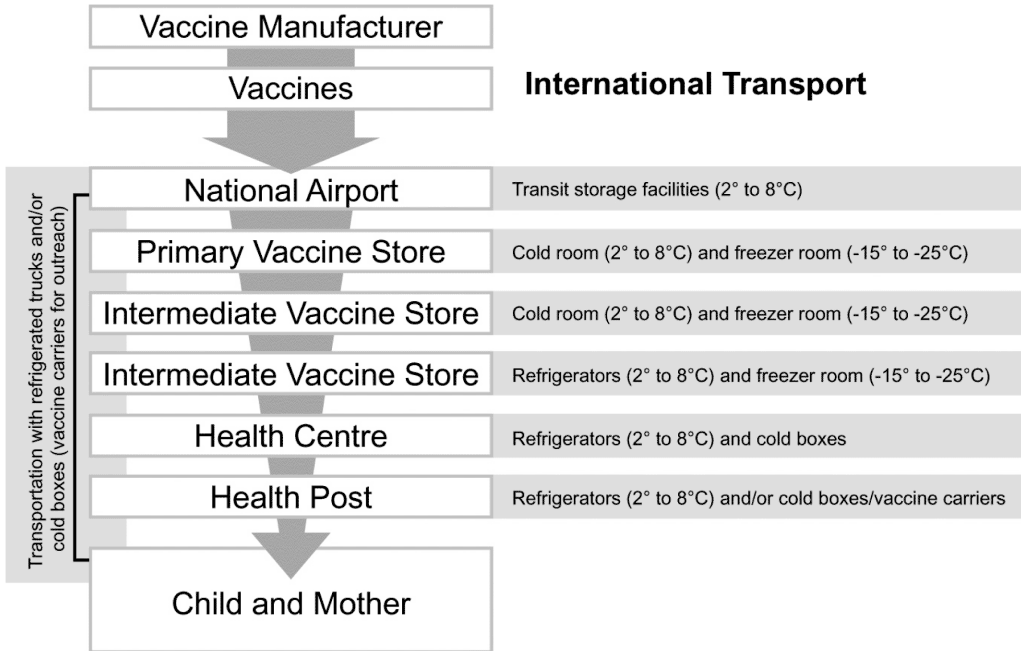 Vaccine Manufacturer
Vaccines
International Transport
National Airport
Transit storage facilities (2° to 8°C)
Primary Vaccine Store
Cold room (2° to 8°C) and freezer room (-15° to -25°C)
Intermediate Vaccine Store
Cold room (2° to 8°C) and freezer room (-15° to -25°C)
Intermediate Vaccine Store
Refrigerators (2° to 8°C) and freezer room (-15° to -25°C)
Health Centre
Refrigerators (2° to 8°C) and cold boxes
Health Post
Refrigerators (2° to 8°C) and/or cold boxes/vaccine carriers
Child and Mother
Transportation with refrigerated trucks and/or
cold boxes (vaccine carriers for outreach)